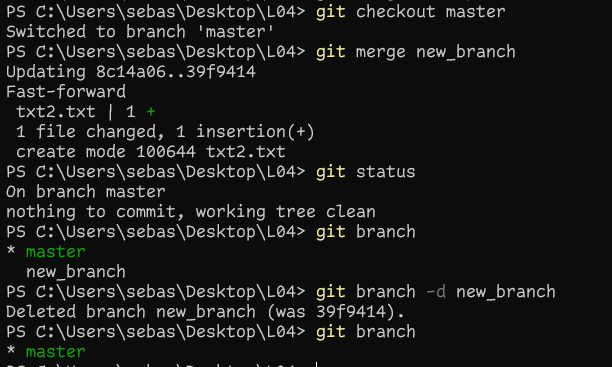 PS C:\Users\sebas\Desktop\L04> git checkout master
Switched to branch 'master'
PS C:\Users\sebas\Desktop\L04> git merge new_branch
Updating 8c14a06..39f9414
Fast-forward
 txt2.txt | 1 +
 1 file changed, 1 insertion(+)
 create mode 100644 txt2.txt
PS C:\Users\sebas\Desktop\L04> git status
On branch master
nothing to commit, working tree clean
PS C:\Users\sebas\Desktop\L04> git branch
* master
  new_branch
PS C:\Users\sebas\Desktop\L04> git branch -d new_branch
Deleted branch new_branch (was 39f9414).
PS C:\Users\sebas\Desktop\L04> git branch
* master